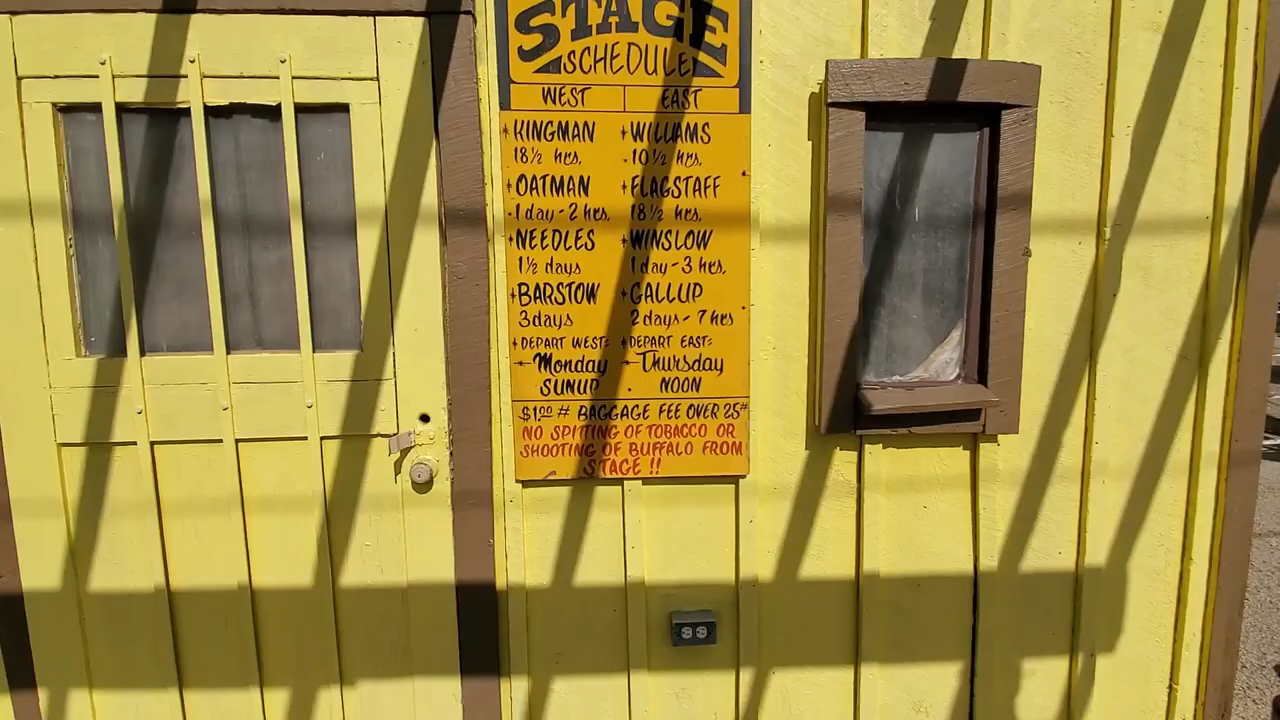 STAGE
SCHEDULE
WEST EAST
*KINGMAN *WILLIAMS
18½ hrs. 10½ hrs.
*OATMAN *FLAGSTAFF
1 day-2 hrs. 18½ hrs.
*NEEDLES *WINSLOW
1½ days 1 day-3 hrs.
*BARSTOW *GALLUP
3 days 2 days-7 hrs
*DEPART WEST: *DEPART EAST:
Monday Thursday
SUNUP NOON
$1.00 # BAGGAGE FEE OVER 25#
NO SPITTING OF TOBACCO OR
SHOOTING OF BUFFALO FROM
STAGE !!